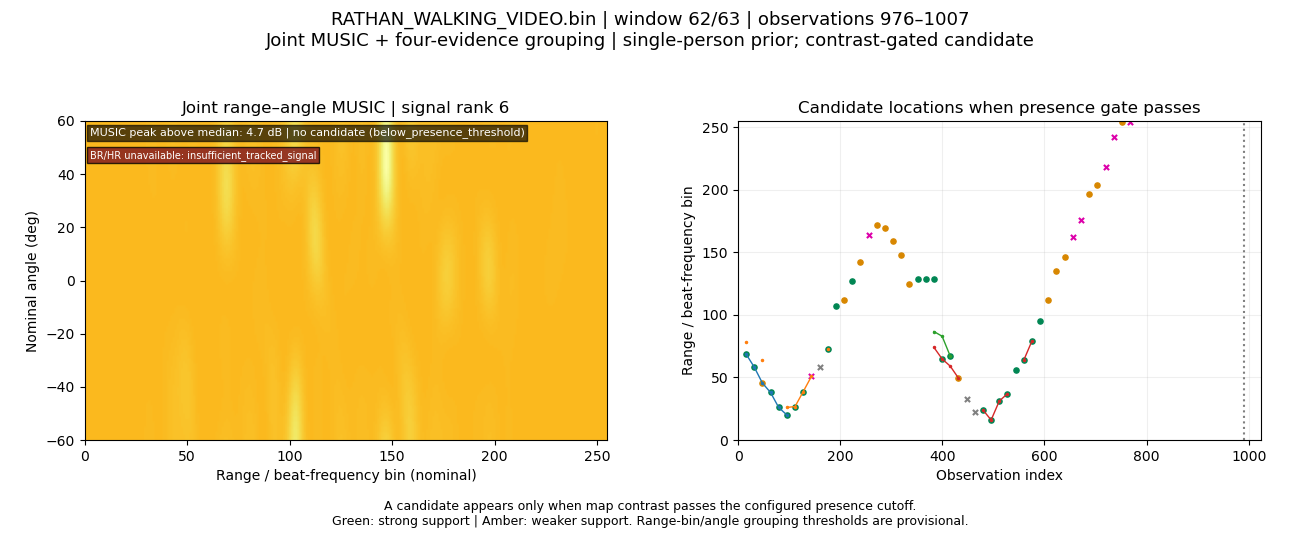 RATHAN_WALKING_VIDEO.bin | window 62/63 | observations 976–1007
Joint MUSIC + four-evidence grouping | single-person prior; contrast-gated candidate
Joint range–angle MUSIC | signal rank 6
MUSIC peak above median: 4.7 dB | no candidate (below_presence_threshold)
BR/HR unavailable: insufficient_tracked_signal
60
40
20
0
−20
−40
−60
Nominal angle (deg)
0 50 100 150 200 250
Range / beat-frequency bin (nominal)
Candidate locations when presence gate passes
250
200
150
100
50
0
Range / beat-frequency bin
0 200 400 600 800 1000
Observation index
A candidate appears only when map contrast passes the configured presence cutoff.
Green: strong support | Amber: weaker support. Range-bin/angle grouping thresholds are provisional.